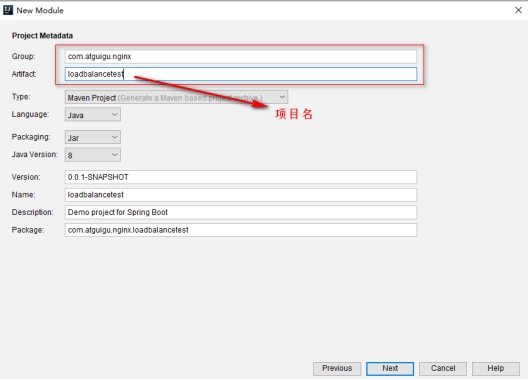 New Module
Project Metadata
Group: com.atguigu.nginx
Artifact: loadbalancetest
Type: Maven Project (Generate a Maven based project archive.)
项目名
Language: Java
Packaging: Jar
Java Version: 8
Version: 0.0.1-SNAPSHOT
Name: loadbalancetest
Description: Demo project for Spring Boot
Package: com.atguigu.nginx.loadbalancetest
Previous Next Cancel Help